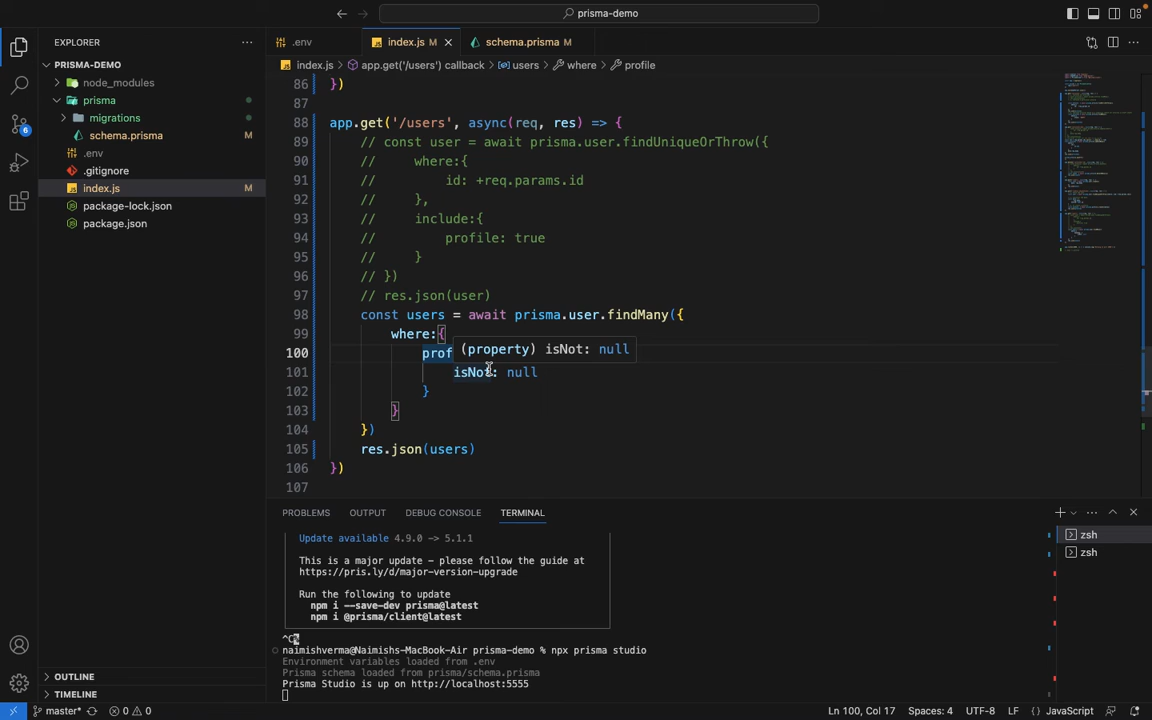 prisma-demo
EXPLORER
PRISMA-DEMO
node_modules
prisma
migrations
schema.prisma M
.env
.gitignore
index.js M
package-lock.json
package.json
OUTLINE
TIMELINE
.env
index.js M
schema.prisma M
index.js > app.get('/users') callback > users > where > profile
86 })
87
88 app.get('/users', async(req, res) => {
89 // const user = await prisma.user.findUniqueOrThrow({
90 // where:{
91 // id: +req.params.id
92 // },
93 // include:{
94 // profile: true
95 // }
96 // })
97 // res.json(user)
98 const users = await prisma.user.findMany({
99 where:{
100 prof
(property) isNot: null
101 isNot: null
102 }
103 }
104 })
105 res.json(users)
106 })
107
PROBLEMS OUTPUT DEBUG CONSOLE TERMINAL
zsh
zsh
Update available 4.9.0 -> 5.1.1
This is a major update - please follow the guide at
https://pris.ly/d/major-version-upgrade
Run the following to update
npm i --save-dev prisma@latest
npm i @prisma/client@latest
^C
naimishverma@Naimishs-MacBook-Air prisma-demo % npx prisma studio
Environment variables loaded from .env
Prisma schema loaded from prisma/schema.prisma
Prisma Studio is up on http://localhost:5555
6
master* 0 0 Ln 100, Col 17 Spaces: 4 UTF-8 LF { } JavaScript